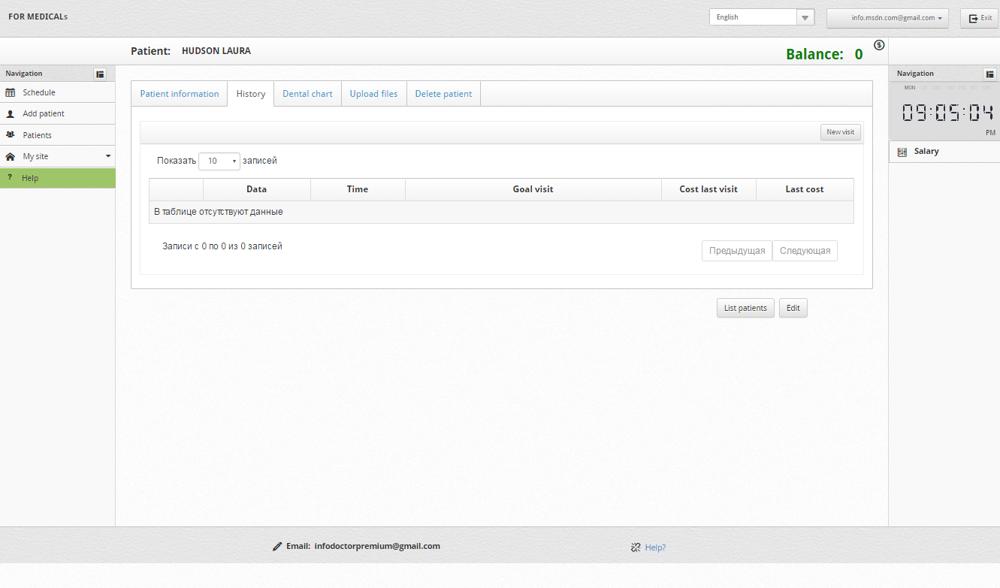 FOR MEDICALs
English
info.msdn.com@gmail.com
Exit
Patient: HUDSON LAURA
Balance: 0
Navigation
Schedule
Add patient
Patients
My site
Help
Patient information
History
Dental chart
Upload files
Delete patient
New visit
Показать 10 записей
Data Time Goal visit Cost last visit Last cost
В таблице отсутствуют данные
Записи с 0 по 0 из 0 записей
Предыдущая Следующая
List patients
Edit
Navigation
MON TUE WED THU FRI SAT SUN
09:05:04
PM
Salary
Email: infodoctorpremium@gmail.com
Help?